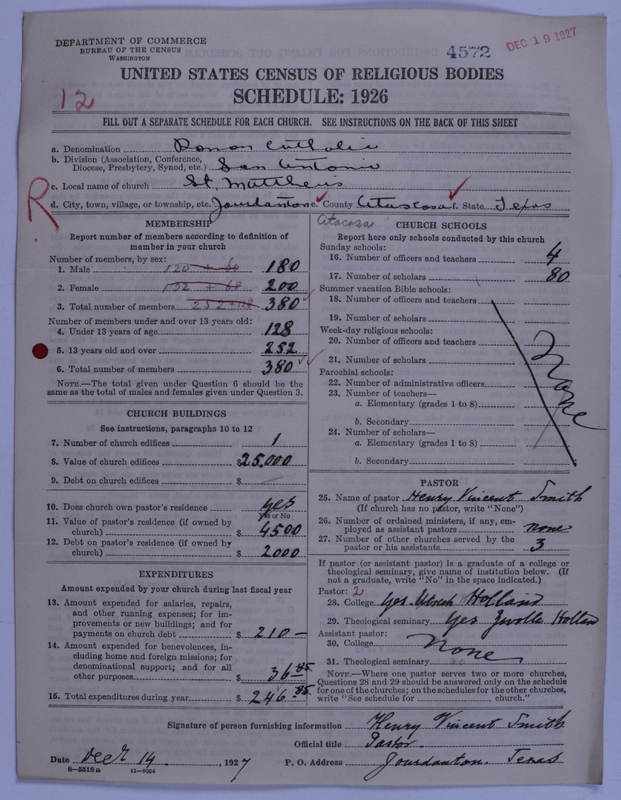 DEPARTMENT OF COMMERCE
BUREAU OF THE CENSUS
WASHINGTON
4572
DEC 19 1927
UNITED STATES CENSUS OF RELIGIOUS BODIES
12
SCHEDULE: 1926
FILL OUT A SEPARATE SCHEDULE FOR EACH CHURCH. SEE INSTRUCTIONS ON THE BACK OF THIS SHEET
a. Denomination Roman Catholic
b. Division (Association, Conference, Diocese, Presbytery, Synod, etc.) San Antonio
R
c. Local name of church St. Matthews
d. City, town, village, or township, etc. Jourdanton e. County Atascosa f. State Texas
Atacosa
MEMBERSHIP
Report number of members according to definition of member in your church
Number of members, by sex:
1. Male 120 + 60 180
2. Female 132 + 68 200
3. Total number of members 252 + 128 380
Number of members under and over 13 years old:
4. Under 13 years of age 128
5. 13 years old and over 252
6. Total number of members 380
NOTE.—The total given under Question 6 should be the same as the total of males and females given under Question 3.
CHURCH BUILDINGS
See instructions, paragraphs 10 to 12
7. Number of church edifices 1
8. Value of church edifices $25.000
9. Debt on church edifices $
10. Does church own pastor's residence yes
Yes or No
11. Value of pastor's residence (if owned by church) $ 4500
12. Debt on pastor's residence (if owned by church) $ 2000
EXPENDITURES
Amount expended by your church during last fiscal year
13. Amount expended for salaries, repairs, and other running expenses; for improvements or new buildings; and for payments on church debt $ 210 —
14. Amount expended for benevolences, including home and foreign missions; for denominational support; and for all other purposes $ 36 85
15. Total expenditures during year $ 246 85
CHURCH SCHOOLS
Report here only schools conducted by this church
Sunday schools:
16. Number of officers and teachers 4
17. Number of scholars 80
Summer vacation Bible schools:
18. Number of officers and teachers
19. Number of scholars
Week-day religious schools:
20. Number of officers and teachers
21. Number of scholars
None
Parochial schools:
22. Number of administrative officers
23. Number of teachers—
a. Elementary (grades 1 to 8)
b. Secondary
24. Number of scholars—
a. Elementary (grades 1 to 8)
b. Secondary
PASTOR
25. Name of pastor Henry Vincent Smith
(If church has no pastor, write "None")
26. Number of ordained ministers, if any, employed as assistant pastors none
27. Number of other churches served by the pastor or his assistants 3
If pastor (or assistant pastor) is a graduate of a college or theological seminary, give name of institution below. (If not a graduate, write "No" in the space indicated.)
Pastor: 2
28. College yes Holland
29. Theological seminary yes Zwolle Holland
Assistant pastor:
30. College None
31. Theological seminary
NOTE.—Where one pastor serves two or more churches, Questions 28 and 29 should be answered only on the schedule for one of the churches; on the schedules for the other churches, write "See schedule for church."
Signature of person furnishing information Henry Vincent Smith
Official title Pastor.
Date Dec 14, 1927 P. O. Address Jourdanton. Texas
8—5518a 11—9354